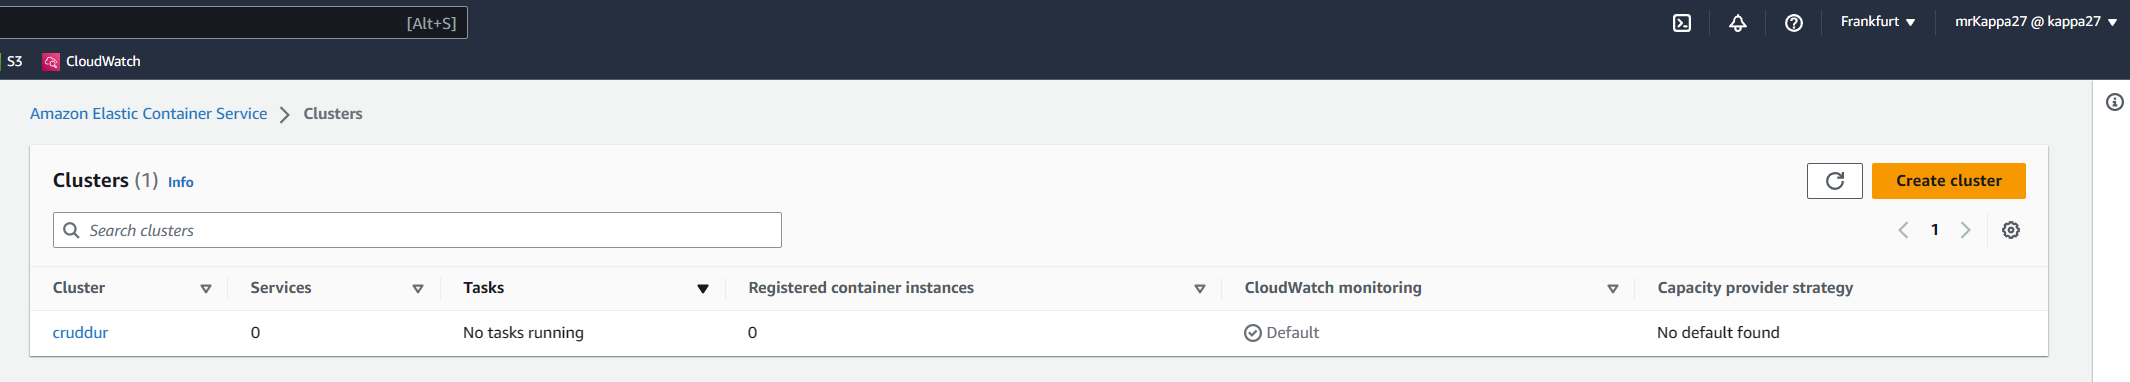 [Alt+S]
Frankfurt
mrKappa27 @ kappa27
S3
CloudWatch
Amazon Elastic Container Service
Clusters
Clusters (1) Info
Create cluster
Search clusters
1
Cluster Services Tasks Registered container instances CloudWatch monitoring Capacity provider strategy
cruddur 0 No tasks running 0 Default No default found